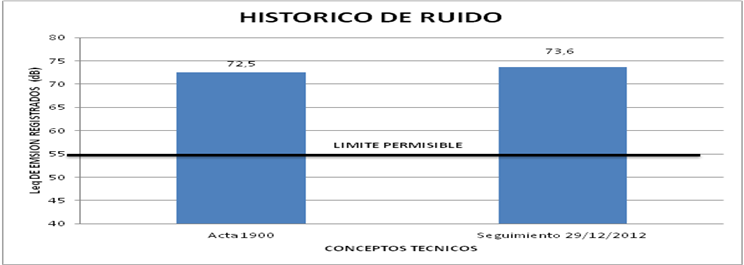 HISTORICO DE RUIDO
Leq DE EMSION REGISTRADOS (dB)
80
75
70
65
60
55
50
45
40
72,5
73,6
LIMITE PERMISIBLE
Acta1900
Seguimiento 29/12/2012
CONCEPTOS TECNICOS